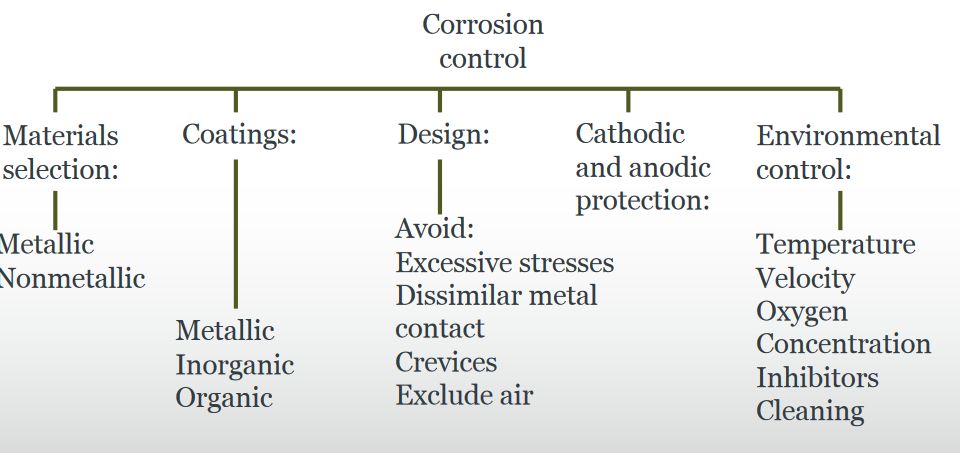 Corrosion
control
Materials
selection:
Metallic
Nonmetallic
Coatings:
Metallic
Inorganic
Organic
Design:
Avoid:
Excessive stresses
Dissimilar metal
contact
Crevices
Exclude air
Cathodic
and anodic
protection:
Environmental
control:
Temperature
Velocity
Oxygen
Concentration
Inhibitors
Cleaning